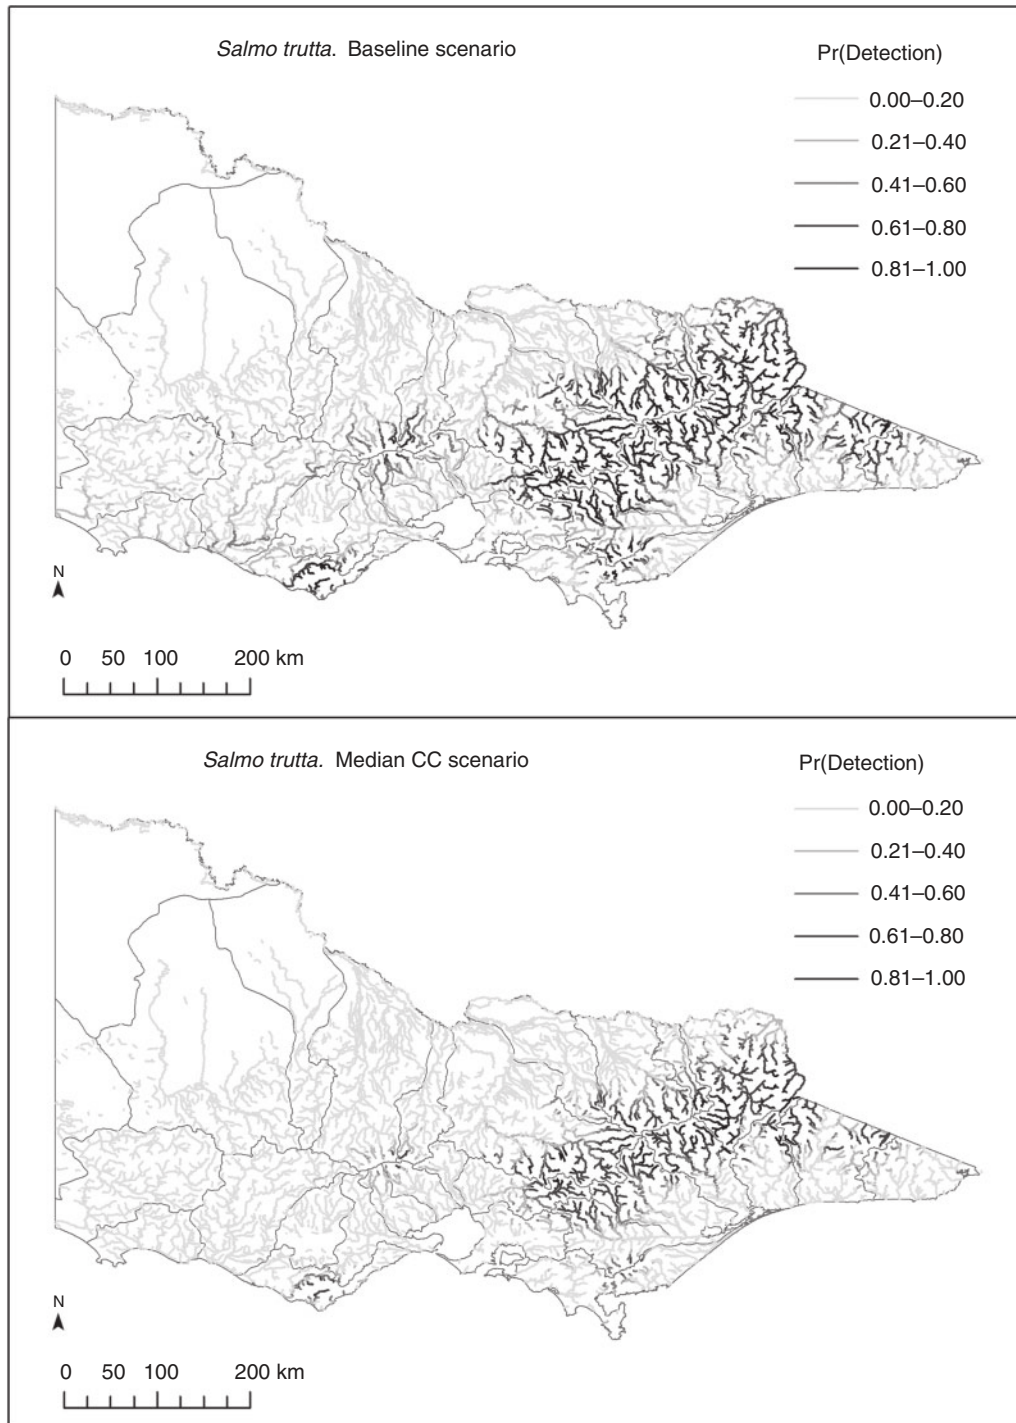 Salmo trutta. Baseline scenario
Pr(Detection)
0.00–0.20
0.21–0.40
0.41–0.60
0.61–0.80
0.81–1.00
N
0 50 100 200 km
Salmo trutta. Median CC scenario
Pr(Detection)
0.00–0.20
0.21–0.40
0.41–0.60
0.61–0.80
0.81–1.00
N
0 50 100 200 km